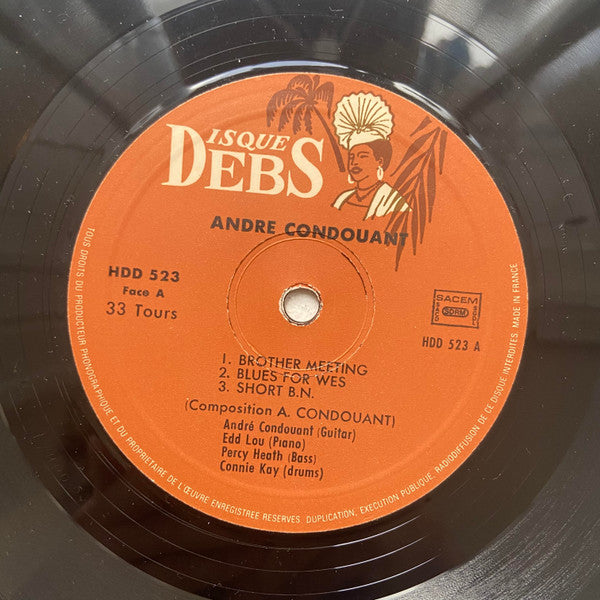 DISQUE
DEBS
ANDRE CONDOUANT
HDD 523
Face A
33 Tours
SACEM
SDRM
HDD 523 A
1. BROTHER MEETING
2. BLUES FOR WES
3. SHORT B.N.
(Composition A. CONDOUANT)
André Condouant (Guitar)
Edd Lou (Piano)
Percy Heath (Bass)
Connie Kay (drums)
TOUS DROITS DU PRODUCTEUR PHONOGRAPHIQUE ET DU PROPRIETAIRE DE L'ŒUVRE ENREGISTREE RESERVES. DUPLICATION, EXECUTION PUBLIQUE, RADIODIFFUSION DE CE DISQUE INTERDITES. MADE IN FRANCE